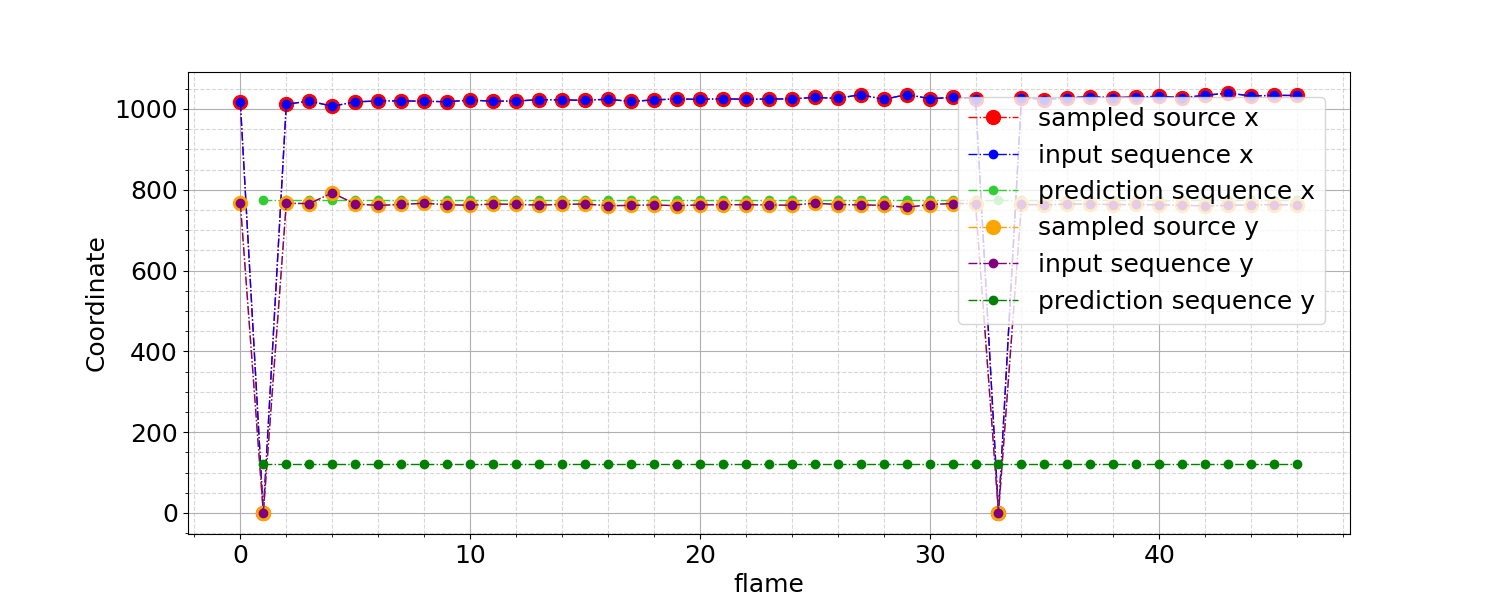 1000
800
600
400
200
0
Coordinate
sampled source x
input sequence x
prediction sequence x
sampled source y
input sequence y
prediction sequence y
0 10 20 30 40
flame